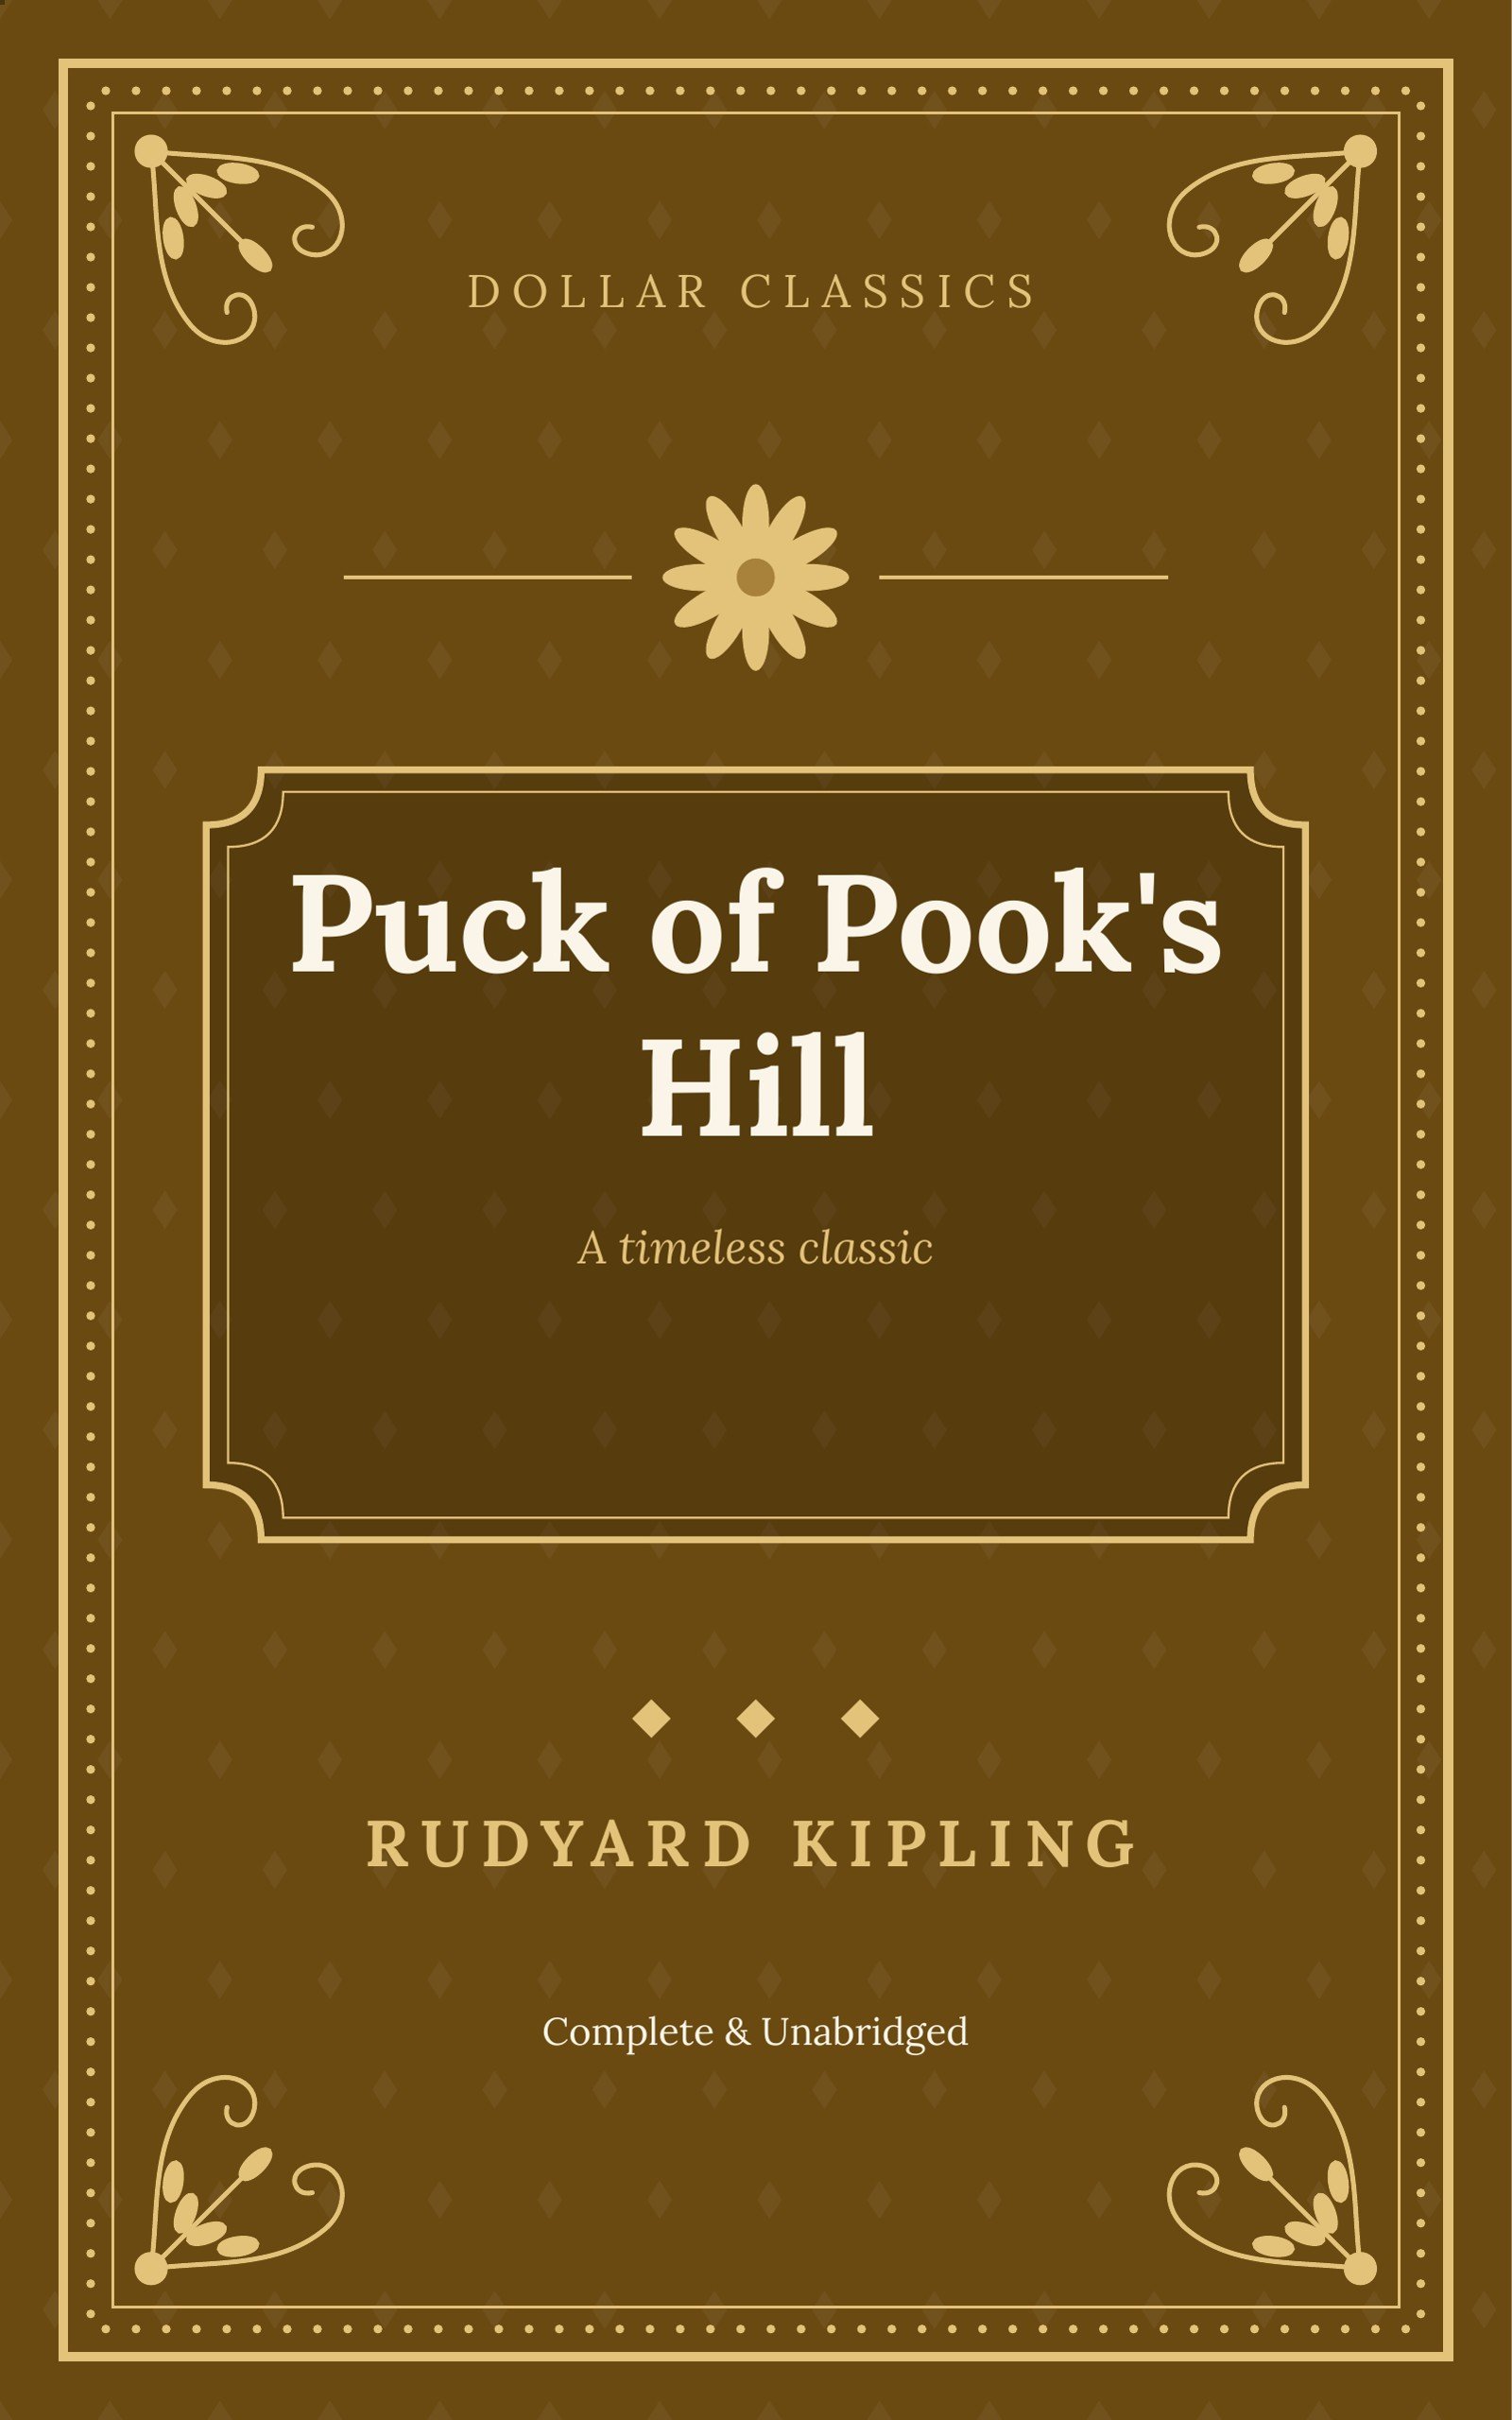 DOLLAR CLASSICS
Puck of Pook's
Hill
A timeless classic
RUDYARD KIPLING
Complete & Unabridged